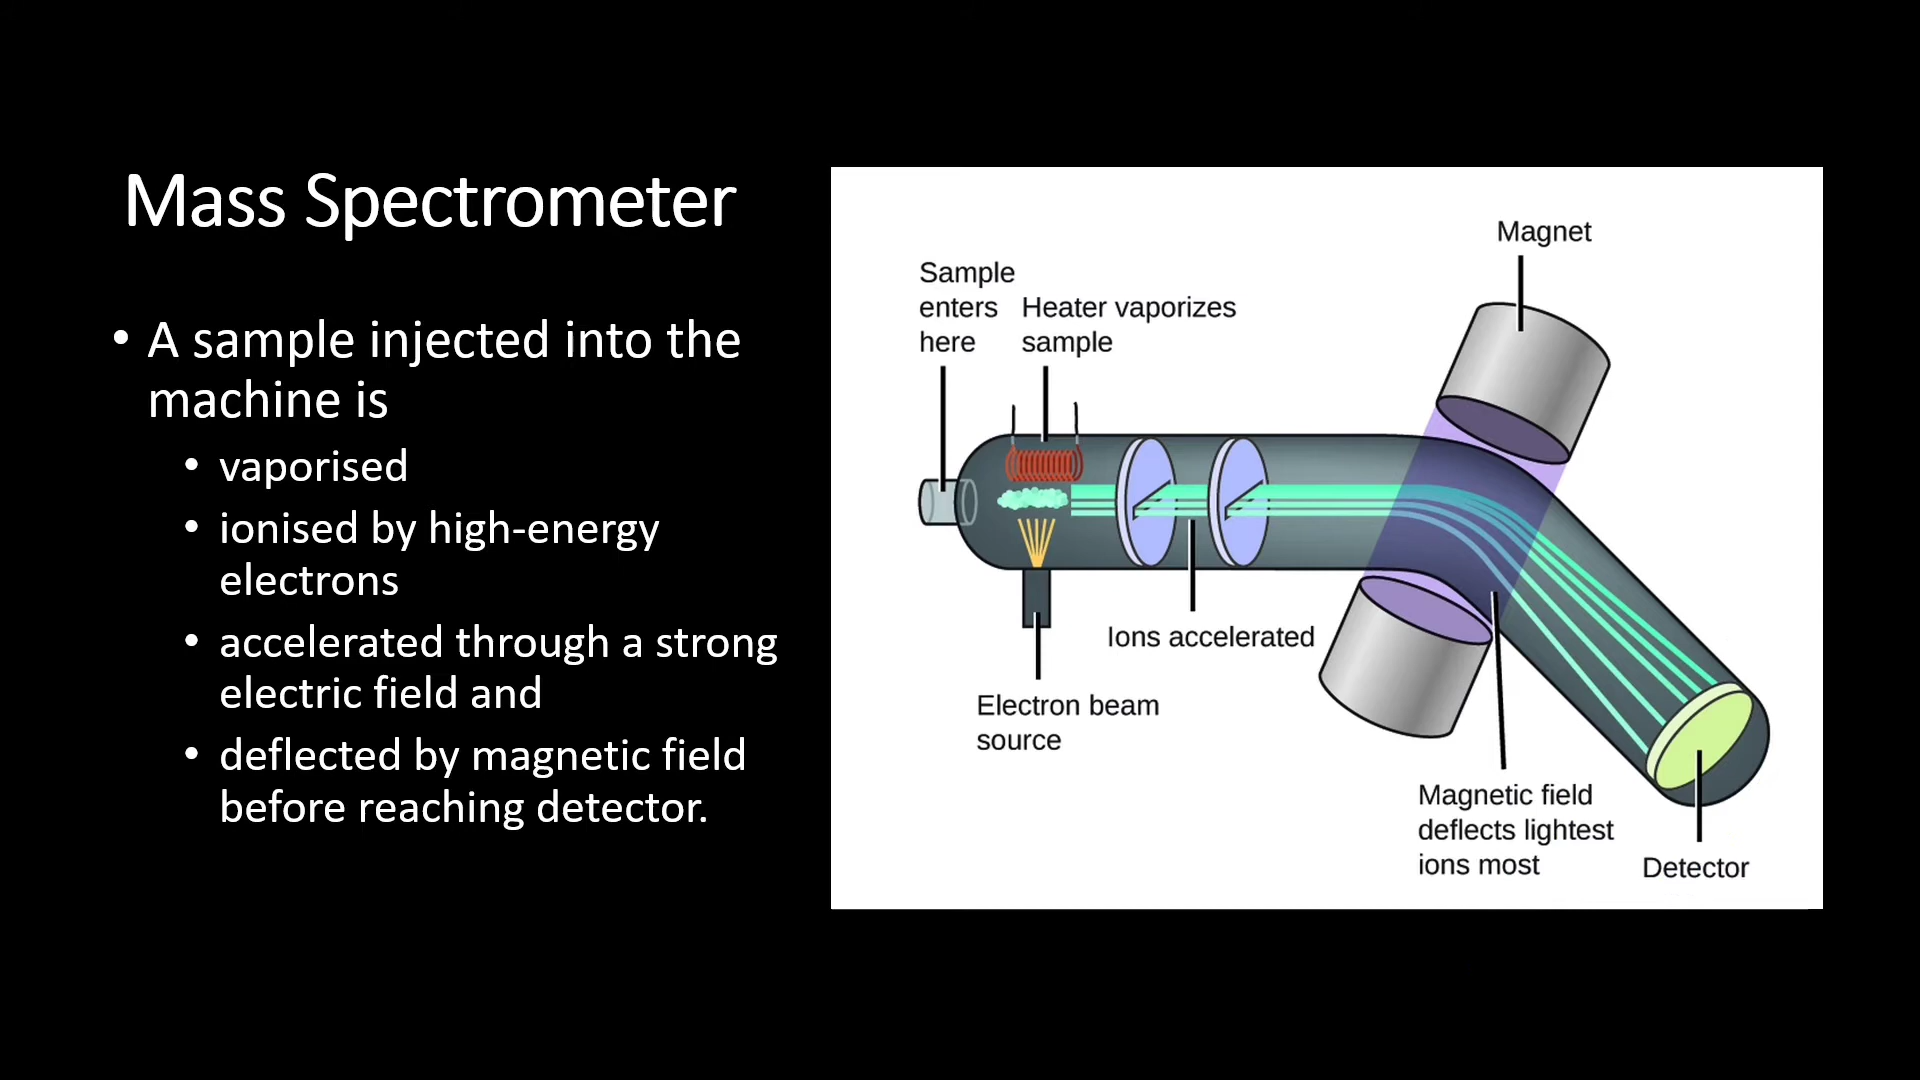 Mass Spectrometer
• A sample injected into the
machine is
• vaporised
• ionised by high-energy
electrons
• accelerated through a strong
electric field and
• deflected by magnetic field
before reaching detector.
Magnet
Sample
enters
here
Heater vaporizes
sample
Ions accelerated
Electron beam
source
Magnetic field
deflects lightest
ions most
Detector